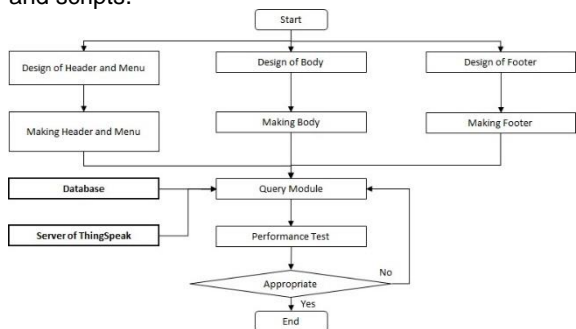 and scripts.
Start
Design of Header and Menu
Design of Body
Design of Footer
Making Header and Menu
Making Body
Making Footer
Database
Query Module
Server of ThingSpeak
Performance Test
No
Appropriate
Yes
End